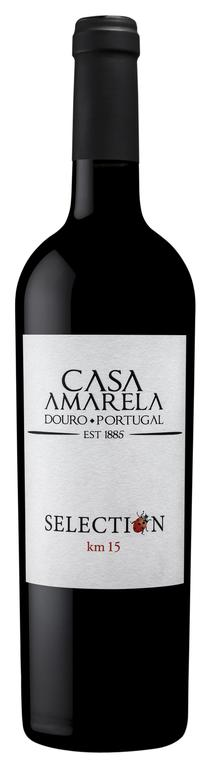 CASA
AMARELA
DOURO • PORTUGAL
EST 1885
SELECTION
km 15